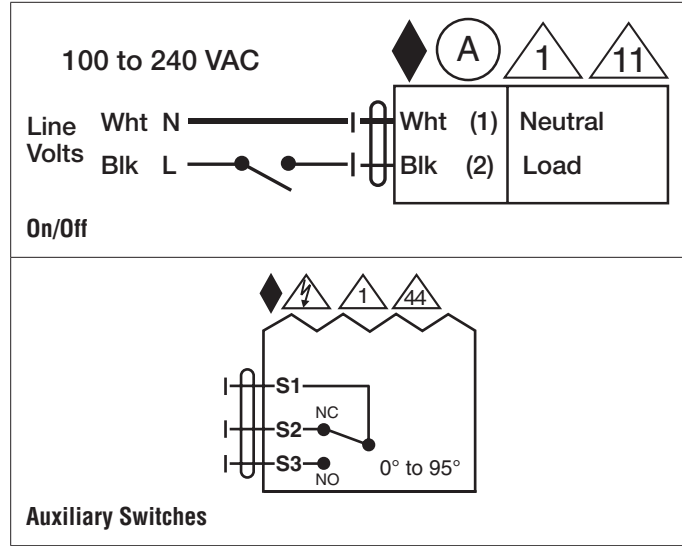 100 to 240 VAC
A 1 11
Line Volts
Wht N
Blk L
Wht (1) Neutral
Blk (2) Load
On/Off
1 44
S1
NC
S2
S3
NO
0° to 95°
Auxiliary Switches